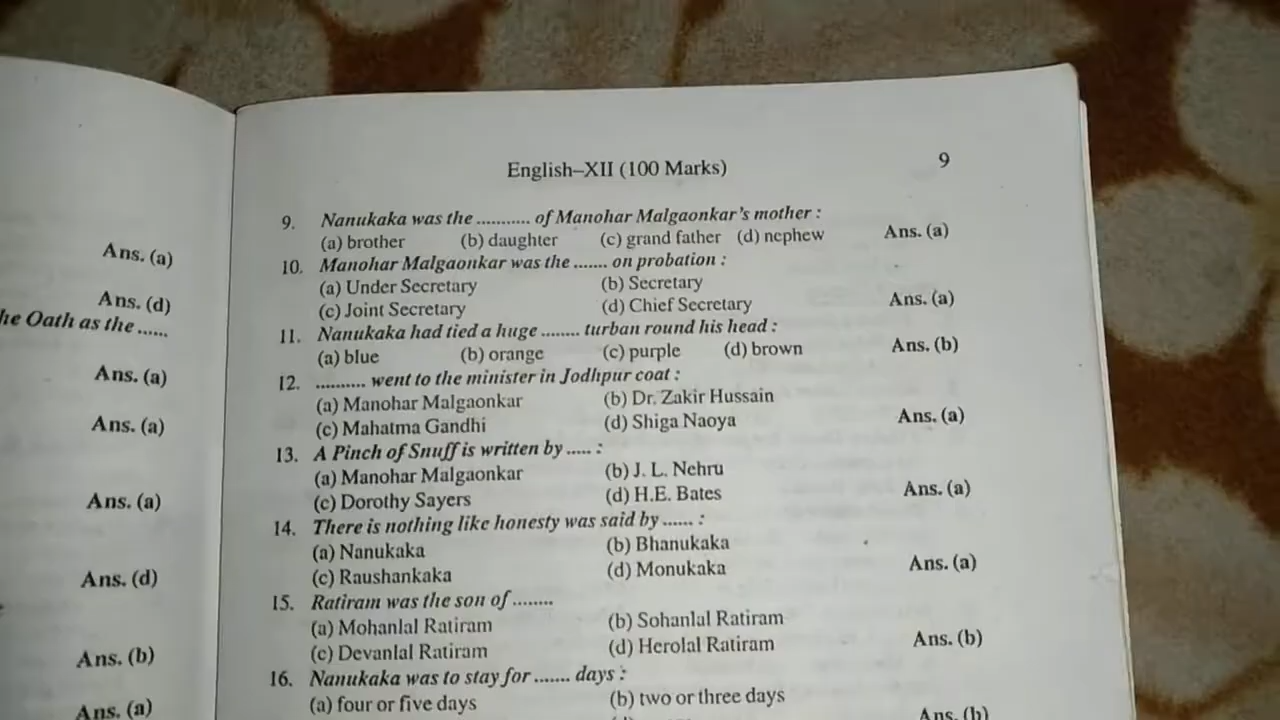 Ans. (a)
Ans. (d)
he Oath as the ......
Ans. (a)
Ans. (a)
Ans. (a)
Ans. (d)
Ans. (b)
Ans. (a)
English–XII (100 Marks) 9
9. Nanukaka was the ........... of Manohar Malgaonkar's mother :
(a) brother (b) daughter (c) grand father (d) nephew Ans. (a)
10. Manohar Malgaonkar was the ....... on probation :
(a) Under Secretary (b) Secretary
(c) Joint Secretary (d) Chief Secretary Ans. (a)
11. Nanukaka had tied a huge ........ turban round his head :
(a) blue (b) orange (c) purple (d) brown Ans. (b)
12. .......... went to the minister in Jodhpur coat :
(a) Manohar Malgaonkar (b) Dr. Zakir Hussain
(c) Mahatma Gandhi (d) Shiga Naoya Ans. (a)
13. A Pinch of Snuff is written by ..... :
(a) Manohar Malgaonkar (b) J. L. Nehru
(c) Dorothy Sayers (d) H.E. Bates Ans. (a)
14. There is nothing like honesty was said by ...... :
(a) Nanukaka (b) Bhanukaka
(c) Raushankaka (d) Monukaka Ans. (a)
15. Ratiram was the son of ........
(a) Mohanlal Ratiram (b) Sohanlal Ratiram
(c) Devanlal Ratiram (d) Herolal Ratiram Ans. (b)
16. Nanukaka was to stay for ....... days :
(a) four or five days (b) two or three days
Ans. (b)